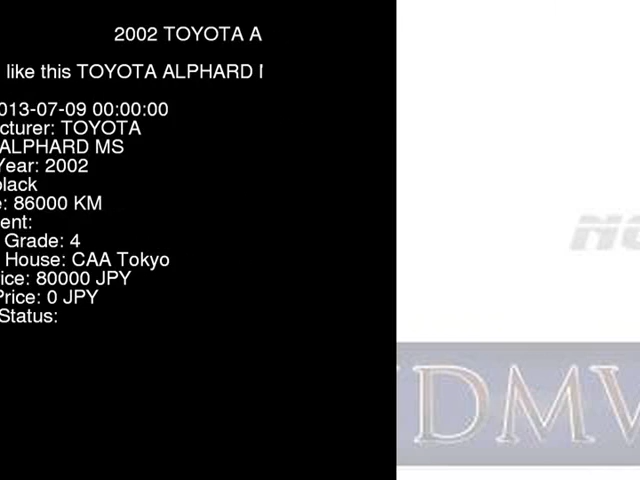 2002 TOYOTA A
like this TOYOTA ALPHARD
013-07-09 00:00:00
cturer: TOYOTA
ALPHARD MS
Year: 2002
black
e: 86000 KM
ent:
Grade: 4
House: CAA Tokyo
ice: 80000 JPY
Price: 0 JPY
Status:
DMV